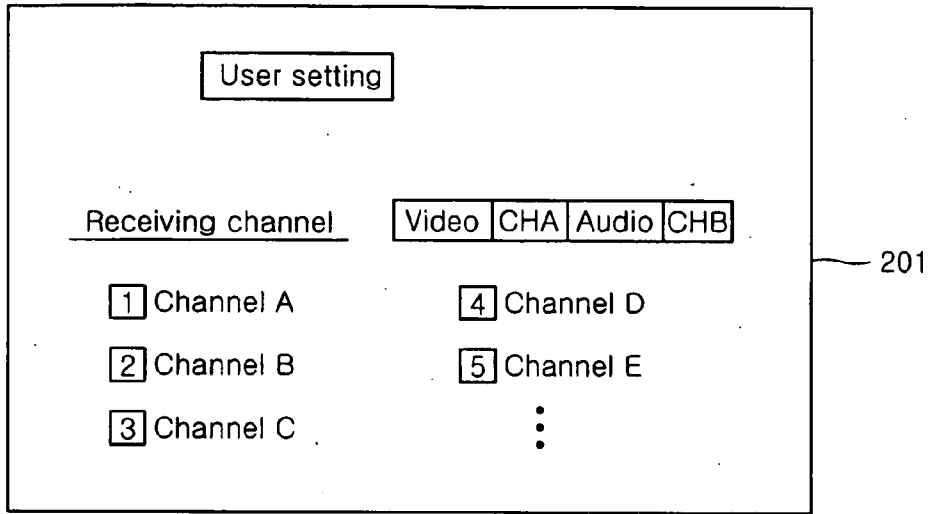 User setting
Receiving channel
Video CHA Audio CHB
201
1 Channel A
4 Channel D
2 Channel B
5 Channel E
3 Channel C